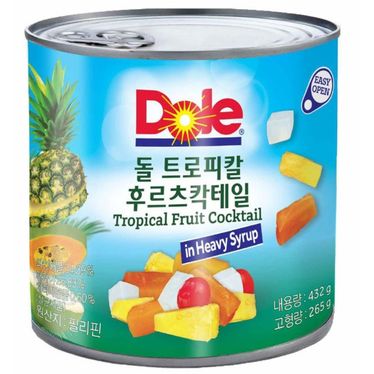 EASY OPEN
Dole®
돌 트로피칼
후르츠칵테일
Tropical Fruit Cocktail
in Heavy Syrup
내용량 : 432 g
고형량 : 265 g
원산지 : 필리핀